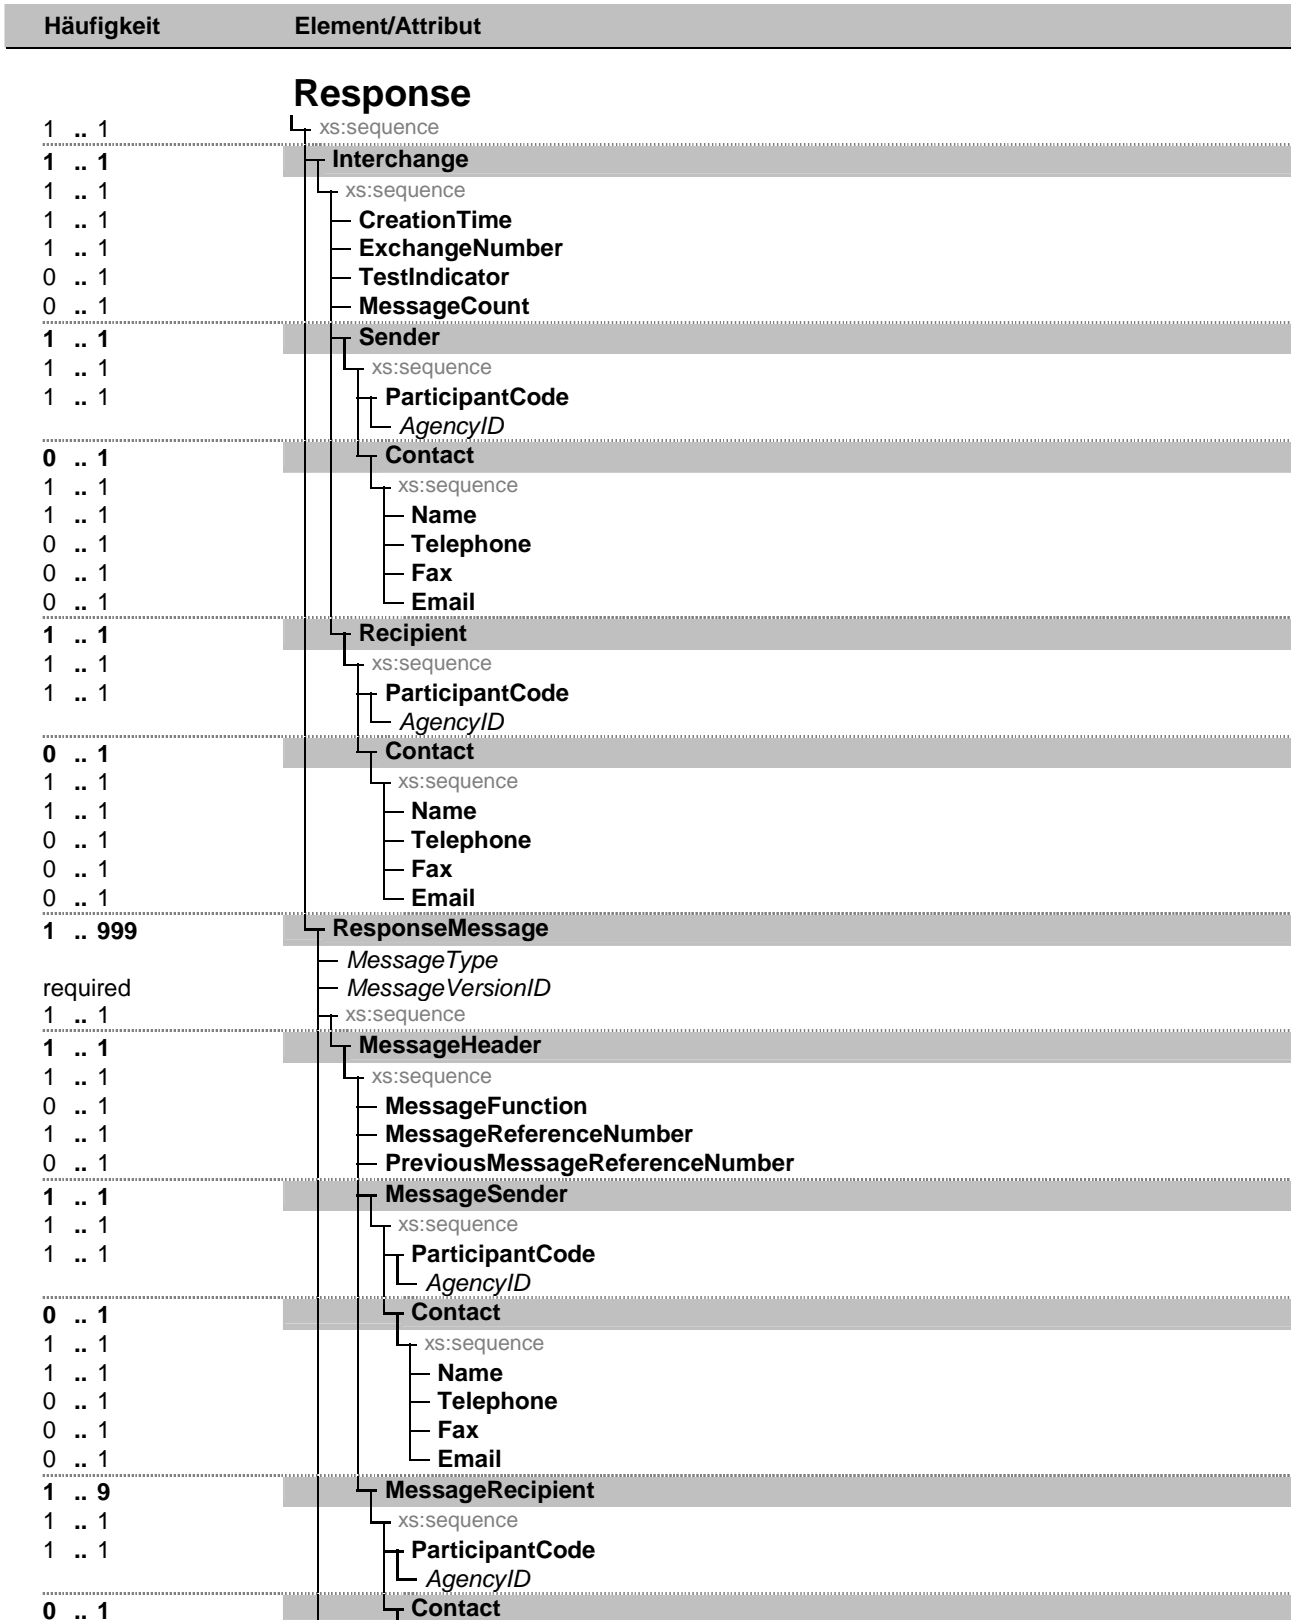 Häufigkeit Element/Attribut
Response
1 .. 1 xs:sequence
1 .. 1 Interchange
1 .. 1 xs:sequence
1 .. 1 CreationTime
1 .. 1 ExchangeNumber
0 .. 1 TestIndicator
0 .. 1 MessageCount
1 .. 1 Sender
1 .. 1 xs:sequence
1 .. 1 ParticipantCode
AgencyID
0 .. 1 Contact
1 .. 1 xs:sequence
1 .. 1 Name
0 .. 1 Telephone
0 .. 1 Fax
0 .. 1 Email
1 .. 1 Recipient
1 .. 1 xs:sequence
1 .. 1 ParticipantCode
AgencyID
0 .. 1 Contact
1 .. 1 xs:sequence
1 .. 1 Name
0 .. 1 Telephone
0 .. 1 Fax
0 .. 1 Email
1 .. 999 ResponseMessage
MessageType
required MessageVersionID
1 .. 1 xs:sequence
1 .. 1 MessageHeader
1 .. 1 xs:sequence
0 .. 1 MessageFunction
1 .. 1 MessageReferenceNumber
0 .. 1 PreviousMessageReferenceNumber
1 .. 1 MessageSender
1 .. 1 xs:sequence
1 .. 1 ParticipantCode
AgencyID
0 .. 1 Contact
1 .. 1 xs:sequence
1 .. 1 Name
0 .. 1 Telephone
0 .. 1 Fax
0 .. 1 Email
1 .. 9 MessageRecipient
1 .. 1 xs:sequence
1 .. 1 ParticipantCode
AgencyID
0 .. 1 Contact